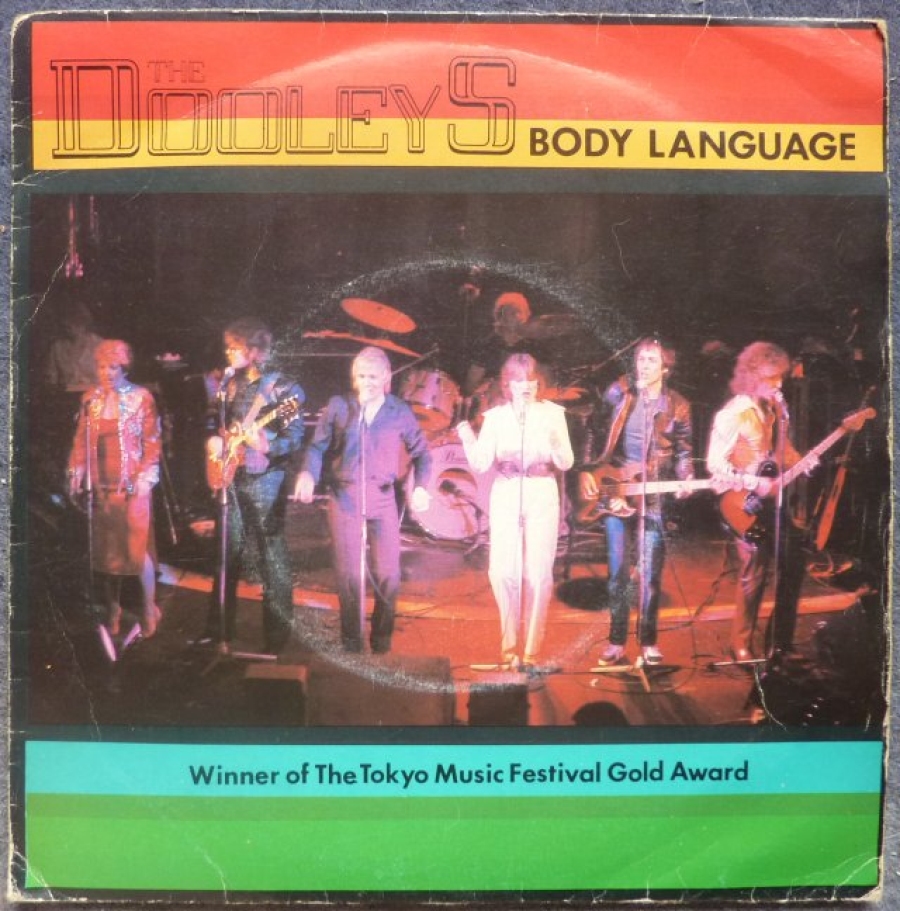 THE
DOOLEYS
BODY LANGUAGE
Winner of The Tokyo Music Festival Gold Award